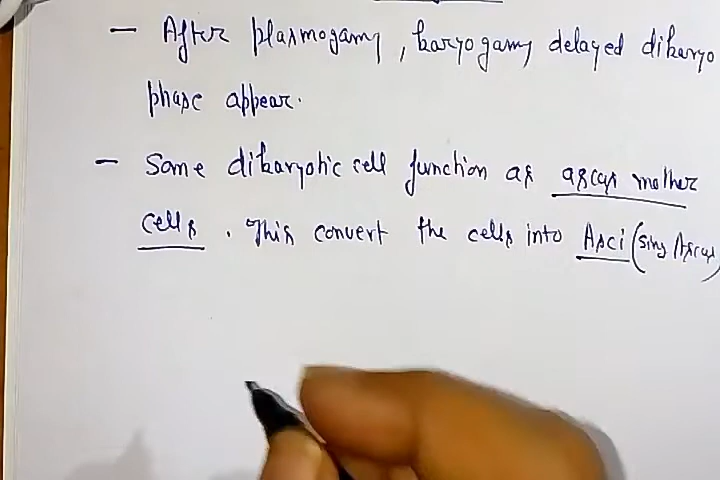 - After plasmogamy, karyogamy delayed dikaryo
phase appear.
- Some dikaryotic cell function as ascus mother
cells. This convert the cells into Asci (sing Ascus)